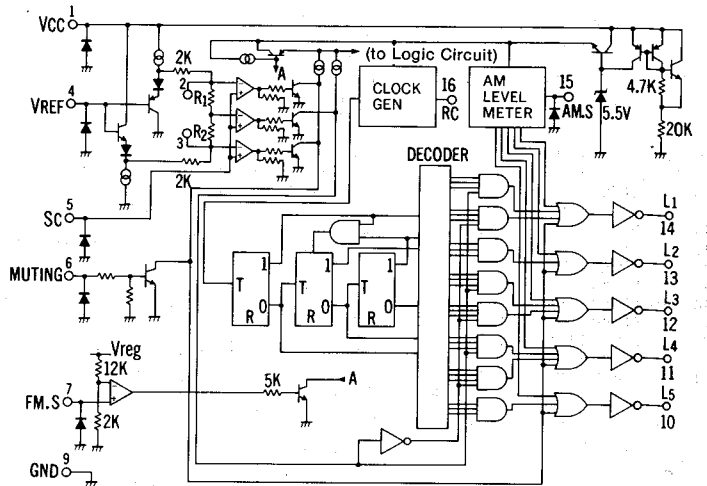 1
VCC
2K
A
(to Logic Circuit)
4
VREF
2
R1
R2
3
2K
CLOCK
GEN
16
RC
AM
LEVEL
METER
15
AM.S
5.5V
4.7K
20K
DECODER
5
SC
MUTING
6
1
T
0
R
1
T
0
R
1
T
0
R
L1
14
L2
13
L3
12
L4
11
L5
10
Vreg
12K
7
FM.S
2K
5K
A
9
GND